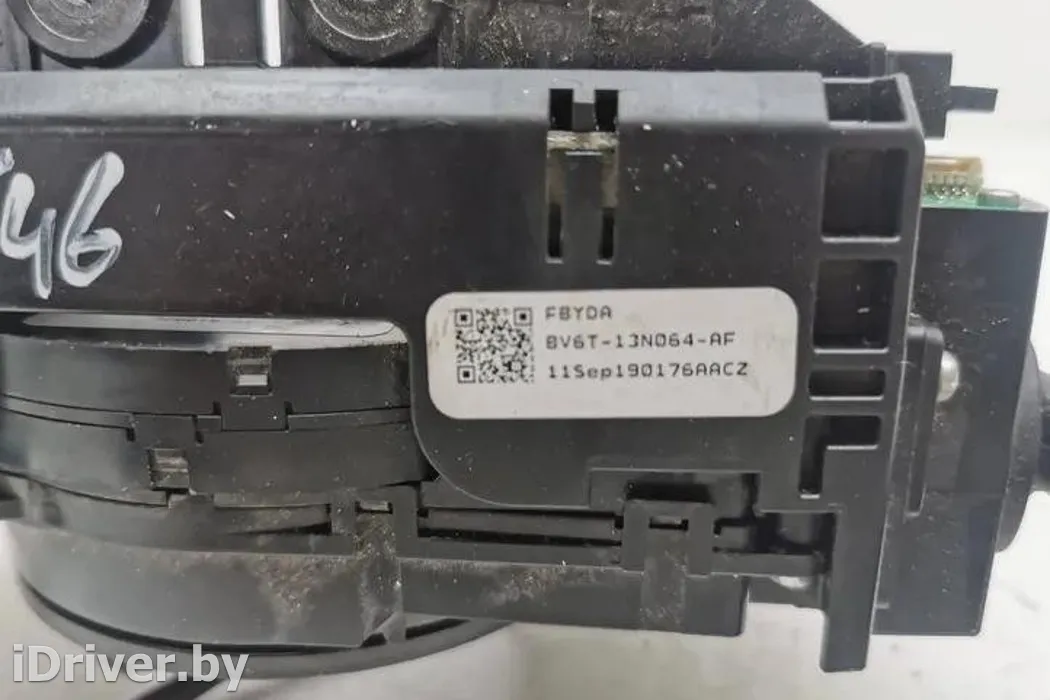 46
FBYDA
BV6T-13N064-AF
11Sep190176AACZ
iDriver.by